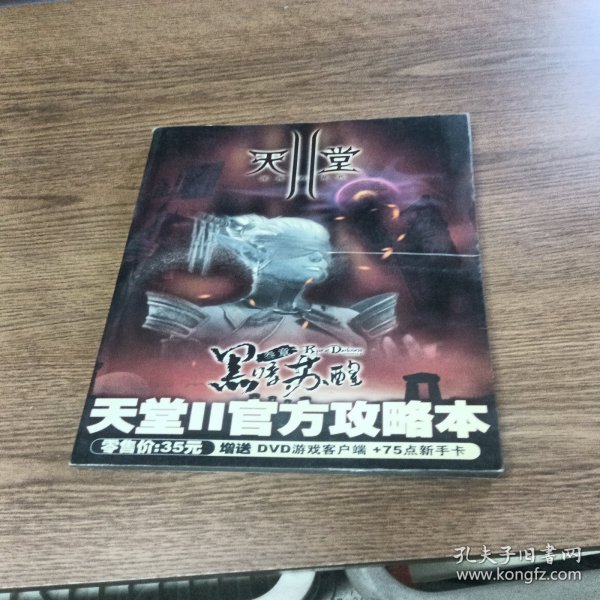 天II堂
黑暗苏醒
天堂II官方攻略本
零售价:35元 增送 DVD游戏客户端 +75点新手卡
孔夫子旧书网
www.kongfz.com